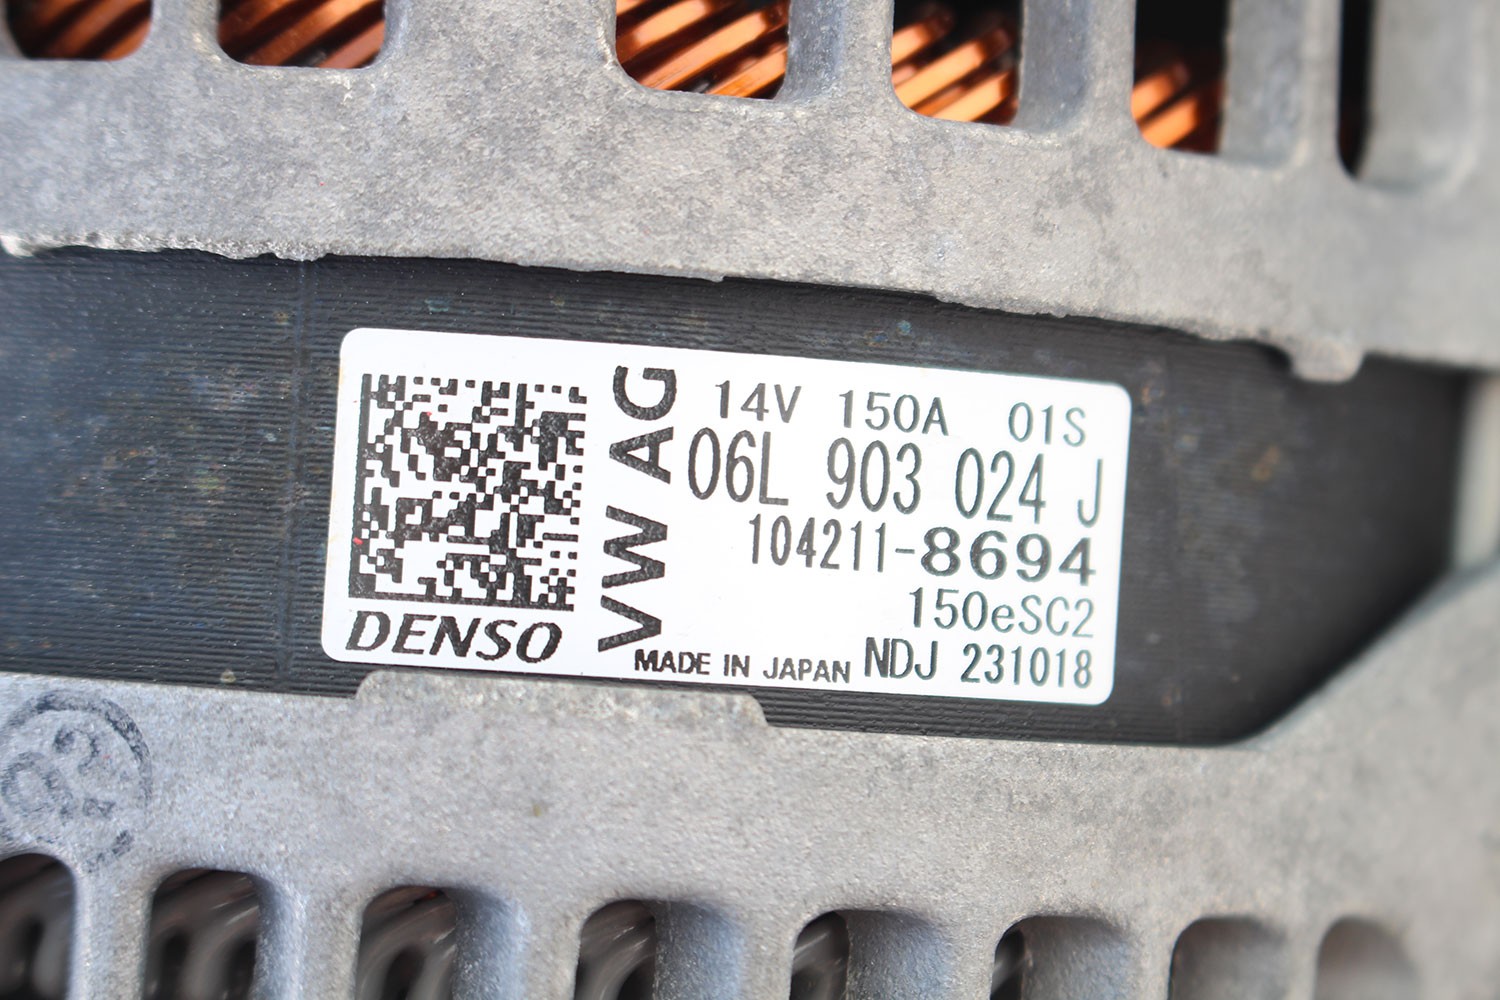 14V 150A 01S
06L 903 024 J
104211-8694
150eSC2
NDJ 231018
MADE IN JAPAN
VW AG
DENSO